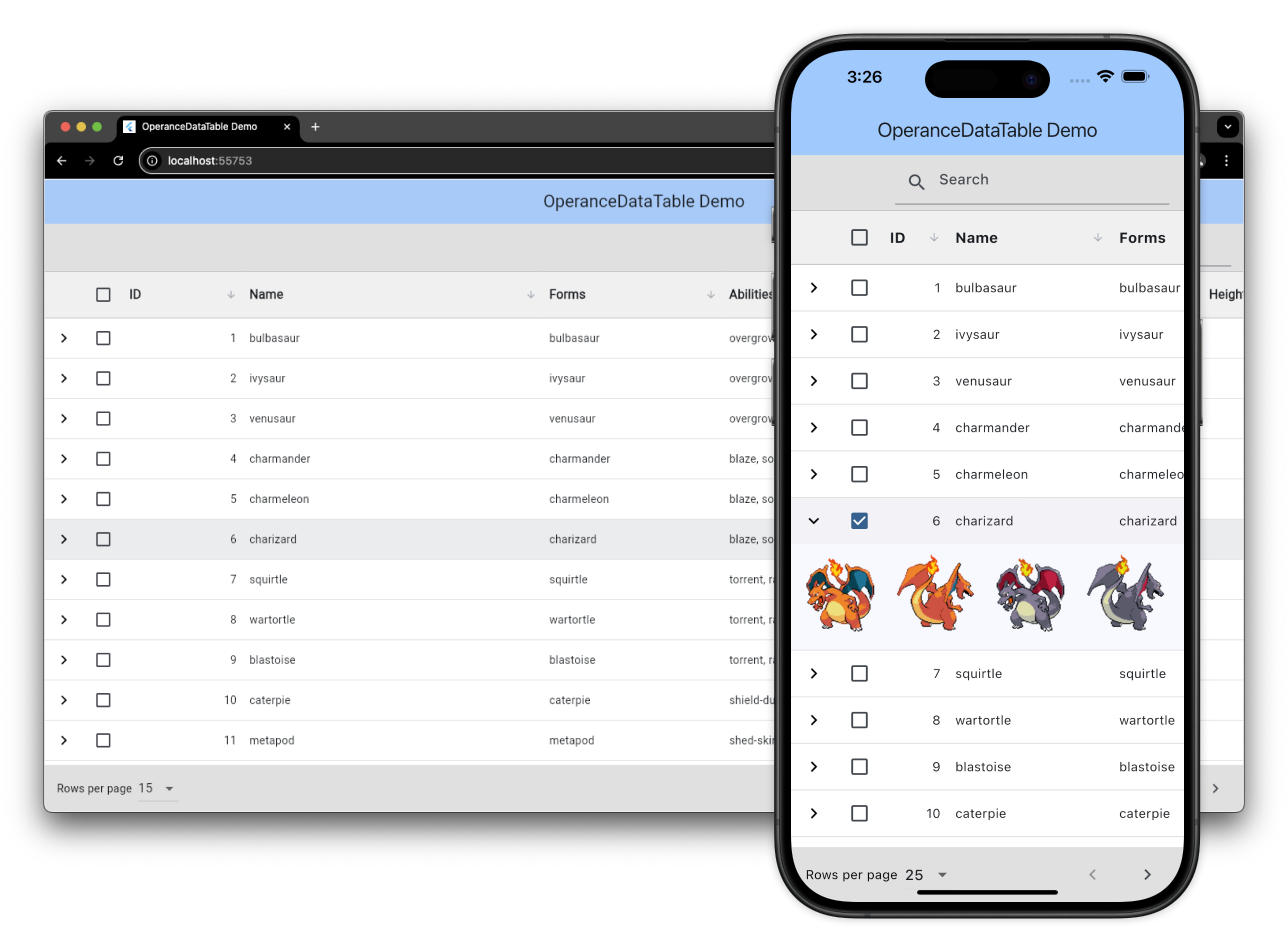 OperanceDataTable Demo
localhost:55753
OperanceDataTable Demo
ID Name Forms Abilities Height
1 bulbasaur bulbasaur overgrow
2 ivysaur ivysaur overgrow
3 venusaur venusaur overgrow
4 charmander charmander blaze, so
5 charmeleon charmeleon blaze, so
6 charizard charizard blaze, so
7 squirtle squirtle torrent, ra
8 wartortle wartortle torrent, ra
9 blastoise blastoise torrent, ra
10 caterpie caterpie shield-du
11 metapod metapod shed-skin
Rows per page 15
3:26
OperanceDataTable Demo
Search
ID Name Forms
1 bulbasaur bulbasaur
2 ivysaur ivysaur
3 venusaur venusaur
4 charmander charmande
5 charmeleon charmeleo
6 charizard charizard
7 squirtle squirtle
8 wartortle wartortle
9 blastoise blastoise
10 caterpie caterpie
Rows per page 25